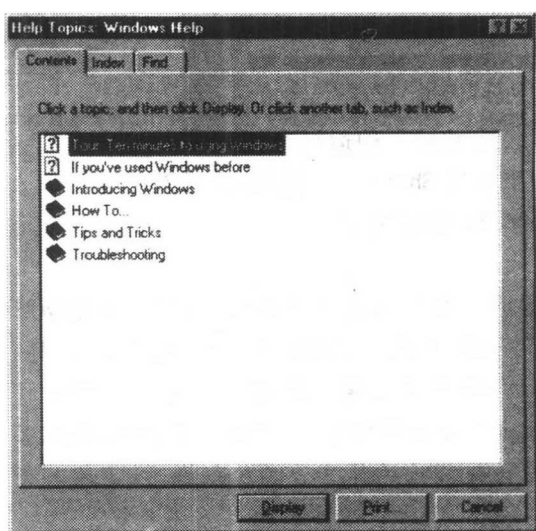 Help Topics: Windows Help
Contents Index Find
Click a topic, and then click Display. Or click another tab, such as Index.
Tour: Ten minutes to using Windows
If you've used Windows before
Introducing Windows
How To...
Tips and Tricks
Troubleshooting
Display Print... Cancel